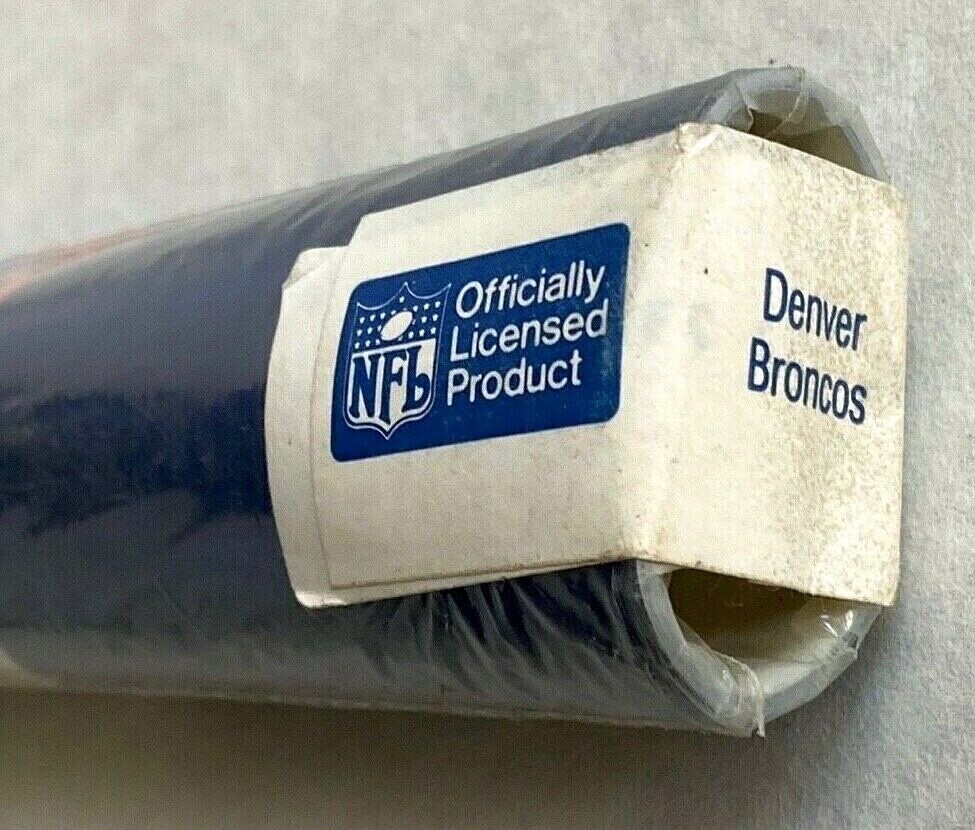 NFL
Officially
Licensed
Product
Denver
Broncos